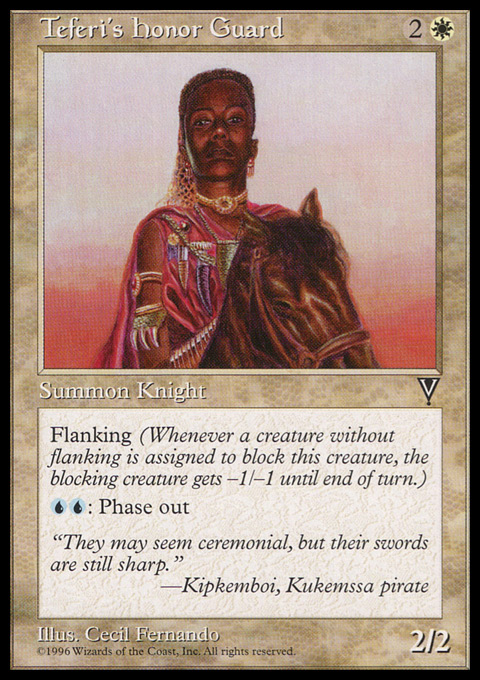 Teferi's Honor Guard 2
Summon Knight
Flanking (Whenever a creature without
flanking is assigned to block this creature, the
blocking creature gets –1/–1 until end of turn.)
: Phase out
“They may seem ceremonial, but their swords
are still sharp.”
—Kipkemboi, Kukemssa pirate
Illus. Cecil Fernando
2/2
©1996 Wizards of the Coast, Inc. All rights reserved.